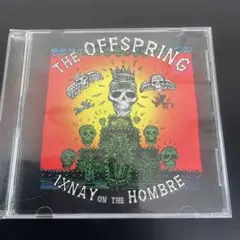 THE OFFSPRING
IXNAY ON THE HOMBRE